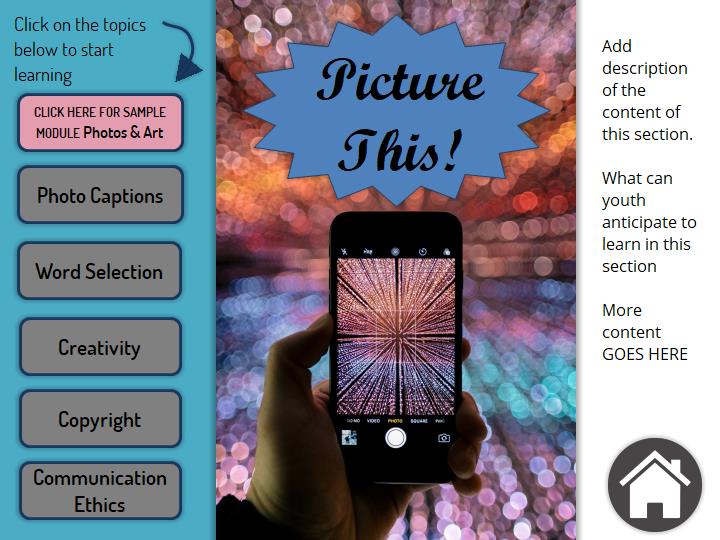 Click on the topics
below to start
learning
CLICK HERE FOR SAMPLE
MODULE Photos & Art
Photo Captions
Word Selection
Creativity
Copyright
Communication
Ethics
Picture
This!
VIDEO PHOTO SQUARE
Add
description
of the
content of
this section.
What can
youth
anticipate to
learn in this
section
More
content
GOES HERE